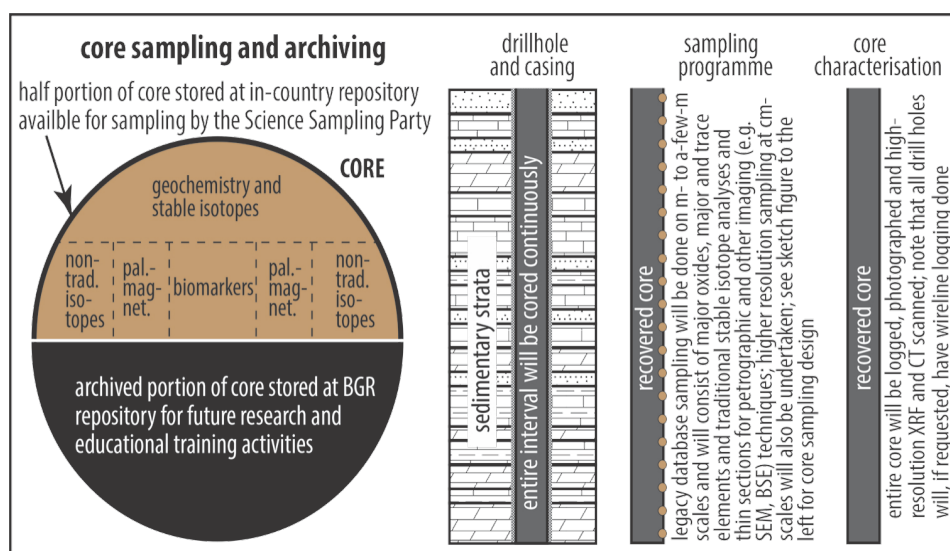 core sampling and archiving
half portion of core stored at in-country repository
availble for sampling by the Science Sampling Party
CORE
geochemistry and
stable isotopes
non-
trad.
iso-
topes
pal.-
mag-
net.
biomarkers
pal.-
mag-
net.
non-
trad.
iso-
topes
archived portion of core stored at BGR
repository for future research and
educational training activities
drillhole
and casing
sedimentary strata
entire interval will be cored continuously
sampling
programme
recovered core
legacy database sampling will be done on m- to a-few-m
scales and will consist of major oxides, major and trace
elements and traditional stable isotope analyses and
thin sections for petrographic and other imaging (e.g.
SEM, BSE) techniques; higher resolution sampling at cm-
scales will also be undertaken; see sketch figure to the
left for core sampling design
core
characterisation
recovered core
entire core will be logged, photographed and high-
resolution XRF and CT scanned; note that all drill holes
will, if requested, have wireline logging done